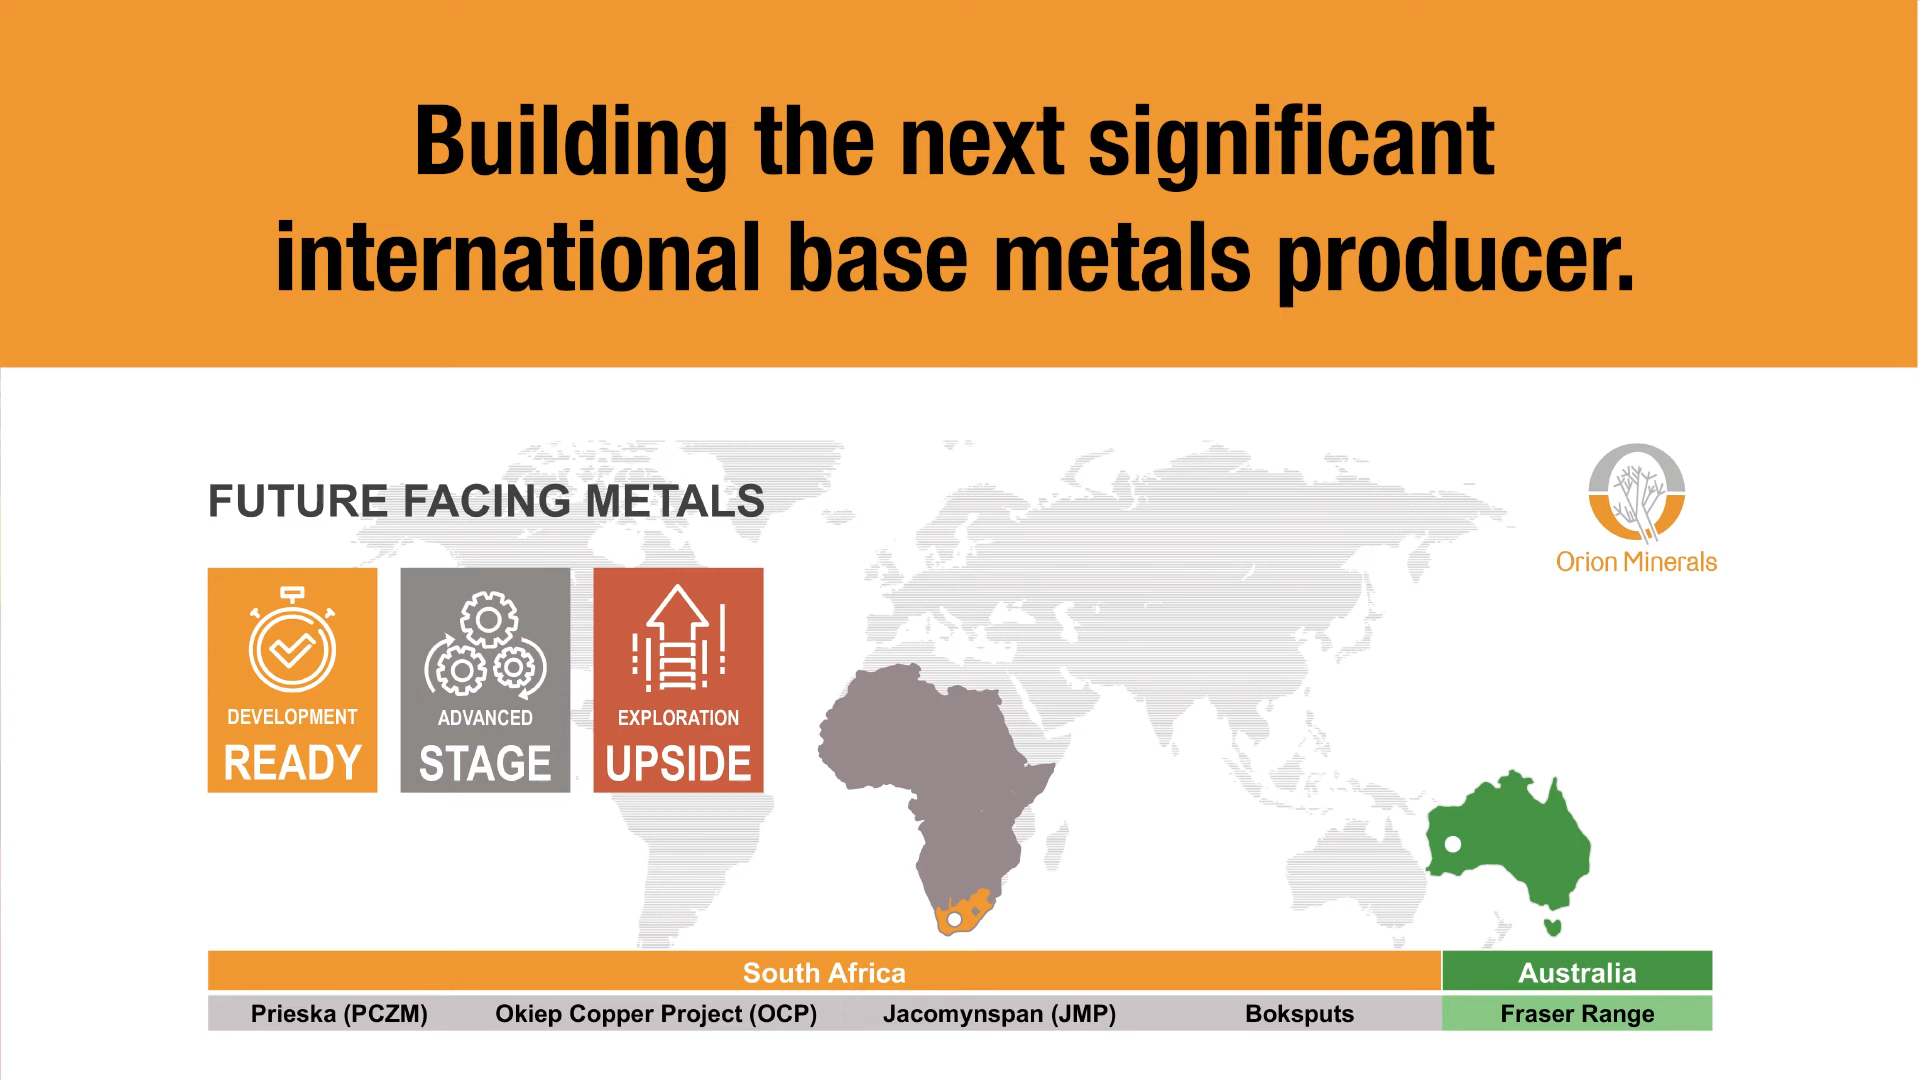 Building the next significant
international base metals producer.
FUTURE FACING METALS
Orion Minerals
DEVELOPMENT
READY
ADVANCED
STAGE
EXPLORATION
UPSIDE
South Africa
Australia
Prieska (PCZM)
Okiep Copper Project (OCP)
Jacomynspan (JMP)
Boksputs
Fraser Range